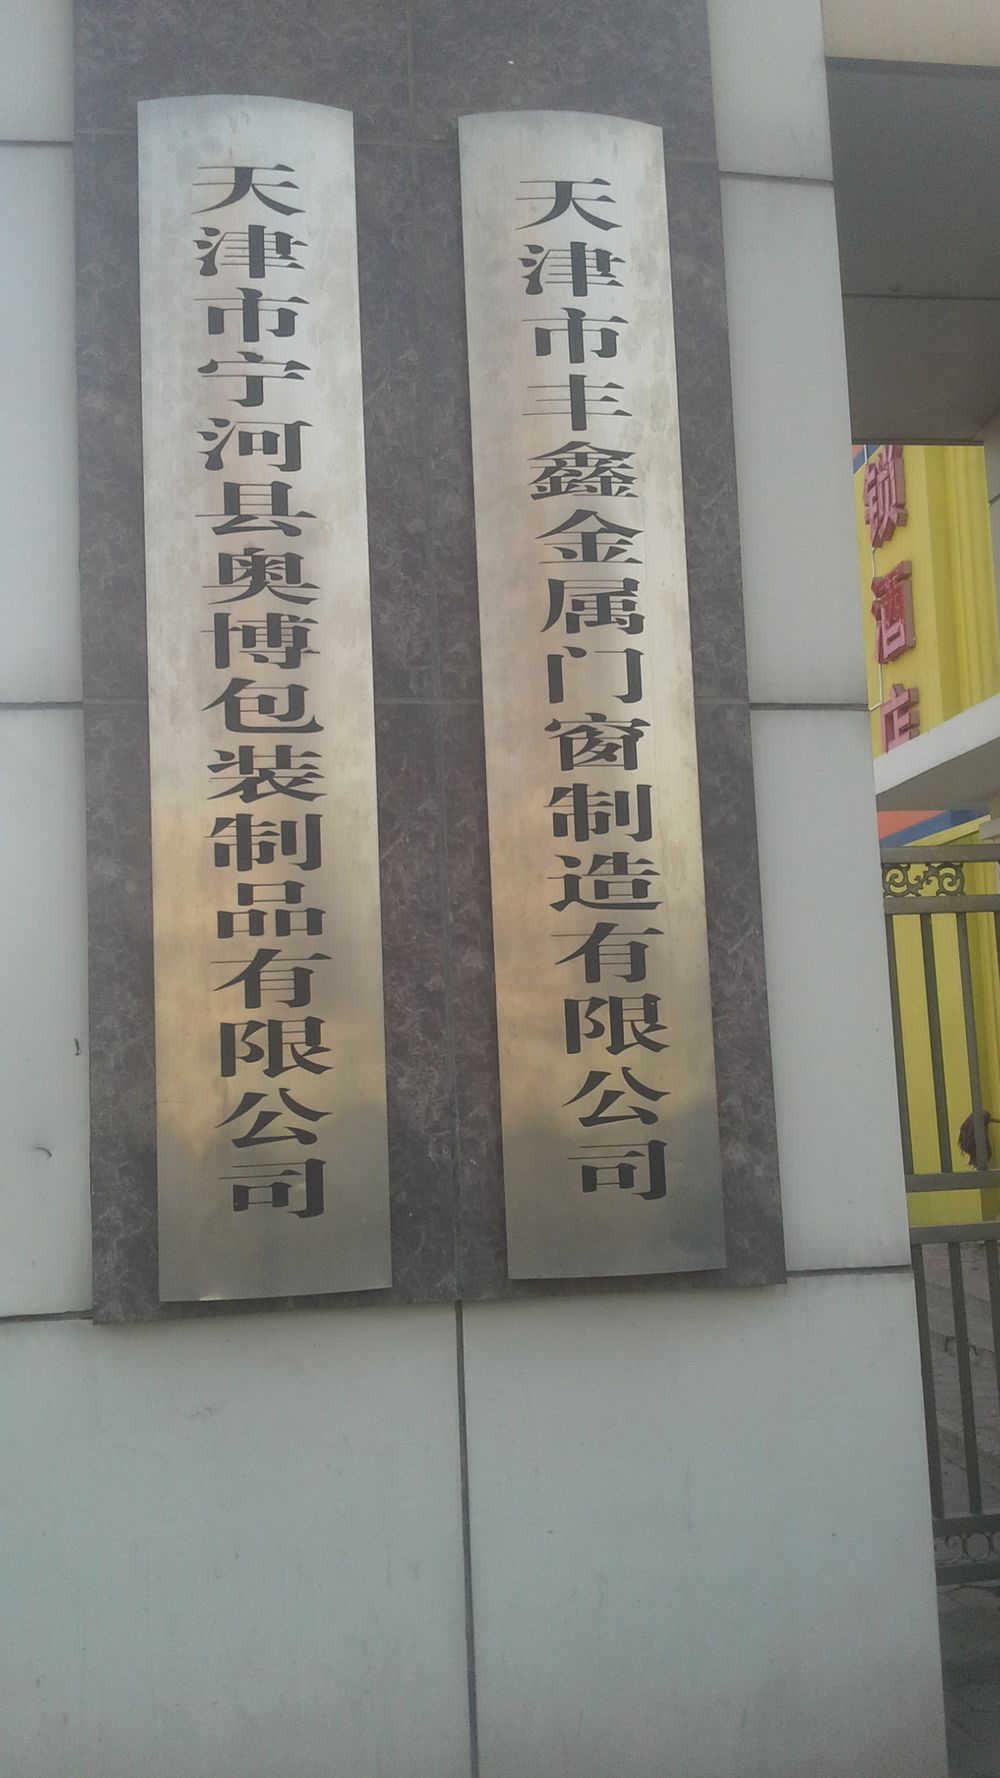 天津市宁河县奥博包装制品有限公司
天津市丰鑫金属门窗制造有限公司
锁酒店